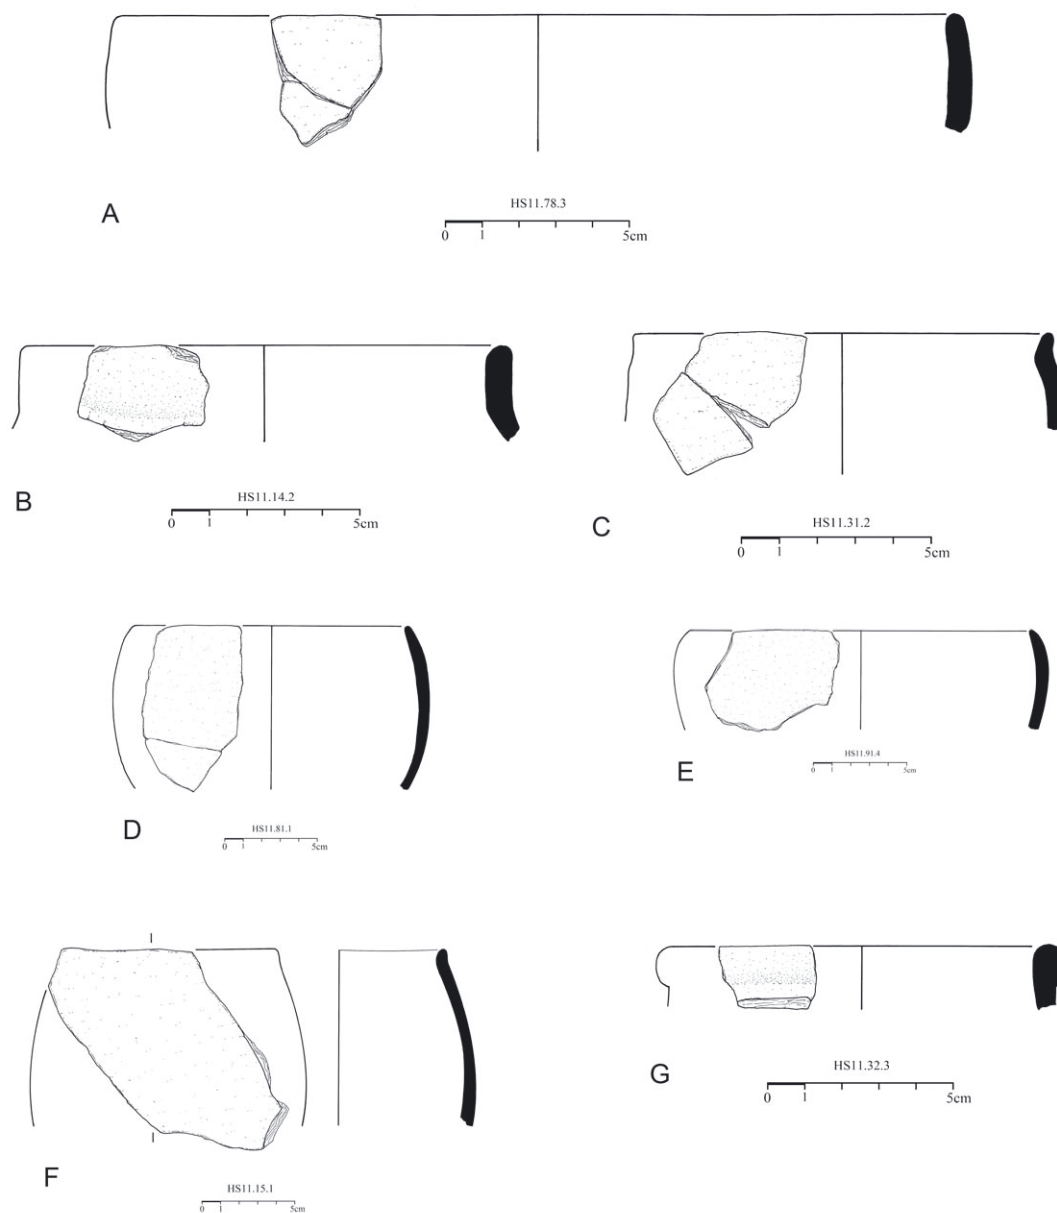 HS11.78.3
A
0 1 5cm
HS11.14.2
B
0 1 5cm
HS11.31.2
C
0 1 5cm
HS11.81.1
D
0 1 5cm
HS11.91.4
E
0 1 5cm
HS11.15.1
F
0 1 5cm
HS11.32.3
G
0 1 5cm